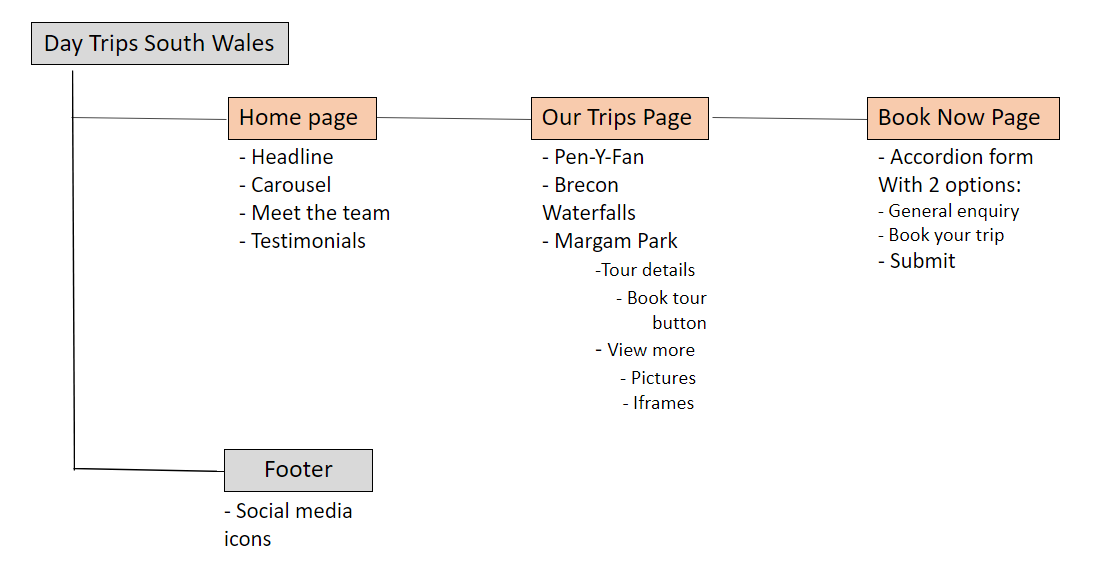 Day Trips South Wales
Home page
- Headline
- Carousel
- Meet the team
- Testimonials
Our Trips Page
- Pen-Y-Fan
- Brecon
Waterfalls
- Margam Park
-Tour details
- Book tour
button
- View more
- Pictures
- Iframes
Book Now Page
- Accordion form
With 2 options:
- General enquiry
- Book your trip
- Submit
Footer
- Social media
icons